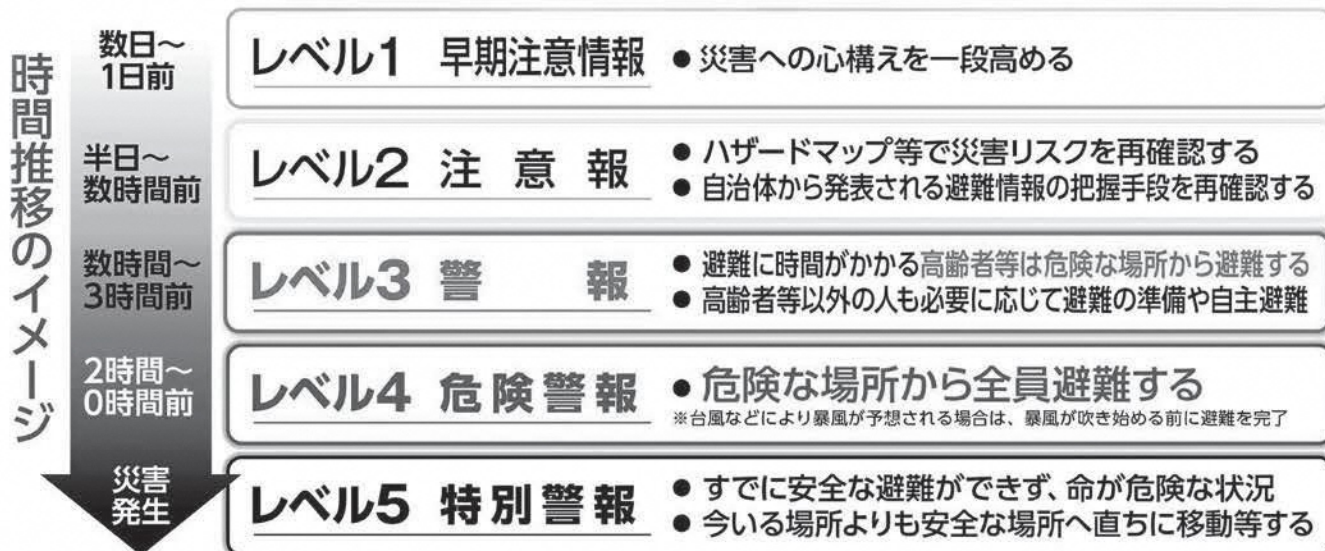 時間推移のイメージ
数日～
1日前
レベル1 早期注意情報
● 災害への心構えを一段高める
半日～
数時間前
レベル2 注意報
● ハザードマップ等で災害リスクを再確認する
● 自治体から発表される避難情報の把握手段を再確認する
数時間～
3時間前
レベル3 警報
● 避難に時間がかかる高齢者等は危険な場所から避難する
● 高齢者等以外の人も必要に応じて避難の準備や自主避難
2時間～
0時間前
レベル4 危険警報
● 危険な場所から全員避難する
※台風などにより暴風が予想される場合は、暴風が吹き始める前に避難を完了
災害
発生
レベル5 特別警報
● すでに安全な避難ができず、命が危険な状況
● 今いる場所よりも安全な場所へ直ちに移動等する